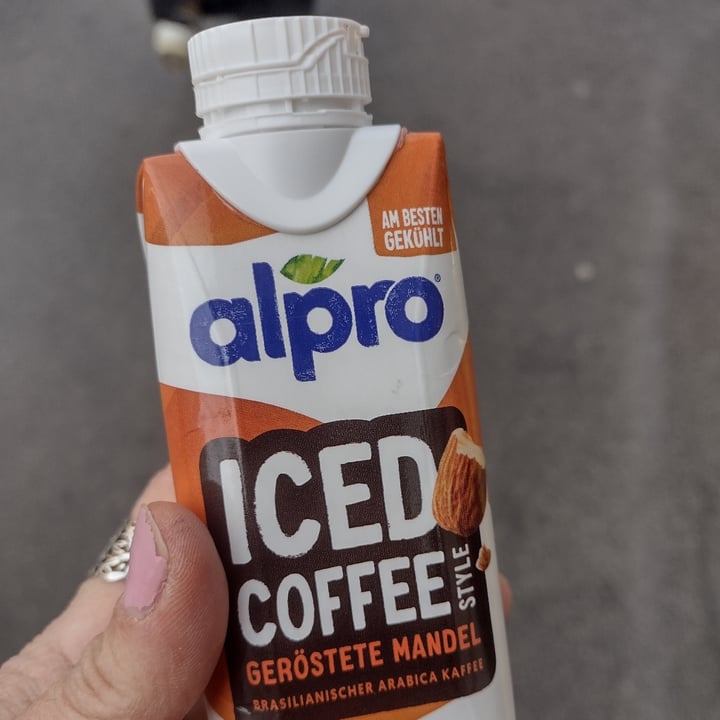 AM BESTEN
GEKÜHLT
alpro®
ICED
COFFEE
STYLE
GERÖSTETE MANDEL
BRASILIANISCHER ARABICA KAFFEE